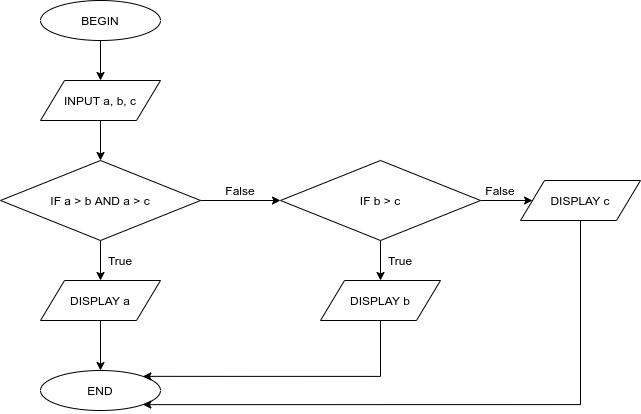 BEGIN
INPUT a, b, c
IF a > b AND a > c
False
IF b > c
False
DISPLAY c
True
True
DISPLAY a
DISPLAY b
END